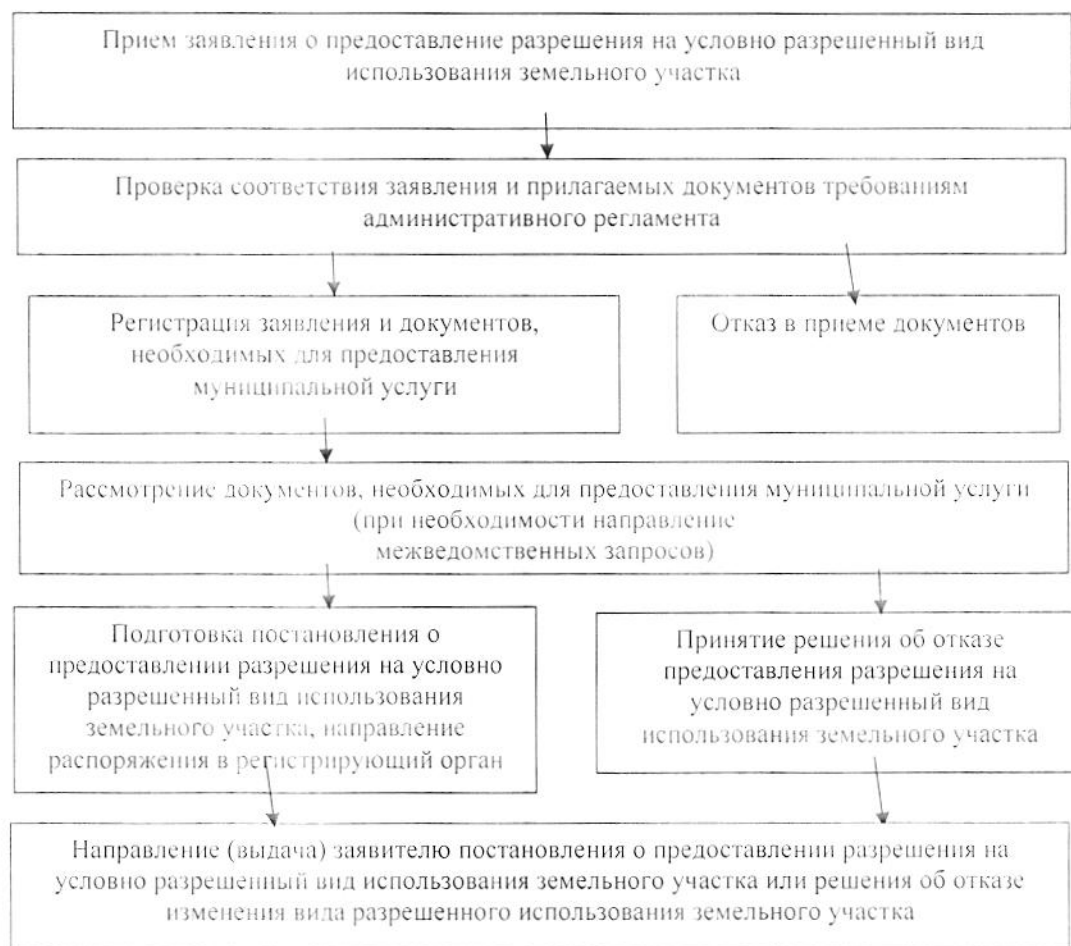 Прием заявления о предоставление разрешения на условно разрешенный вид
использования земельного участка
Проверка соответствия заявления и прилагаемых документов требованиям
административного регламента
Регистрация заявления и документов,
необходимых для предоставления
муниципальной услуги
Отказ в приеме документов
Рассмотрение документов, необходимых для предоставления муниципальной услуги
(при необходимости направление
межведомственных запросов)
Подготовка постановления о
предоставлении разрешения на условно
разрешенный вид использования
земельного участка, направление
распоряжения в регистрирующий орган
Принятие решения об отказе
предоставления разрешения на
условно разрешенный вид
использования земельного участка
Направление (выдача) заявителю постановления о предоставлении разрешения на
условно разрешенный вид использования земельного участка или решения об отказе
изменения вида разрешенного использования земельного участка